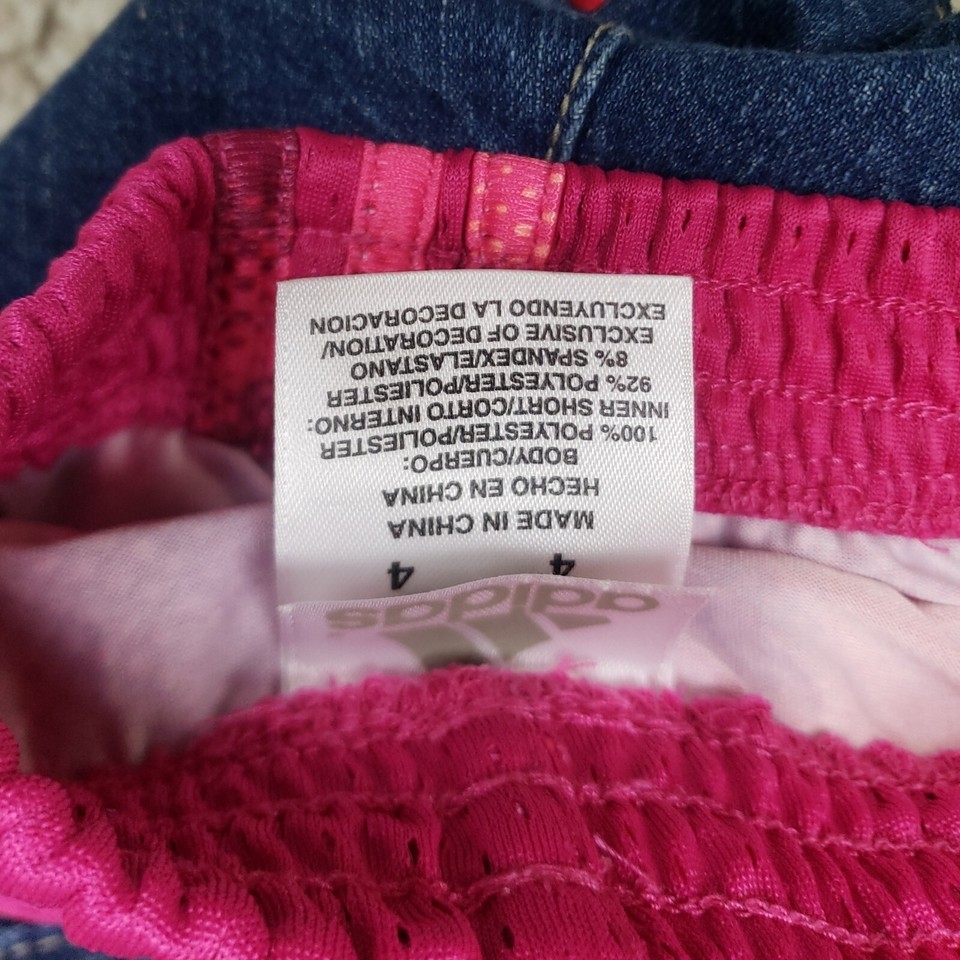 adidas
4 4
MADE IN CHINA
HECHO EN CHINA
BODY/CUERPO:
100% POLYESTER/POLIESTER
INNER SHORT/CORTO INTERNO:
92% POLYESTER/POLIESTER
8% SPANDEX/ELASTANO
EXCLUSIVE OF DECORATION/
EXCLUYENDO LA DECORACION